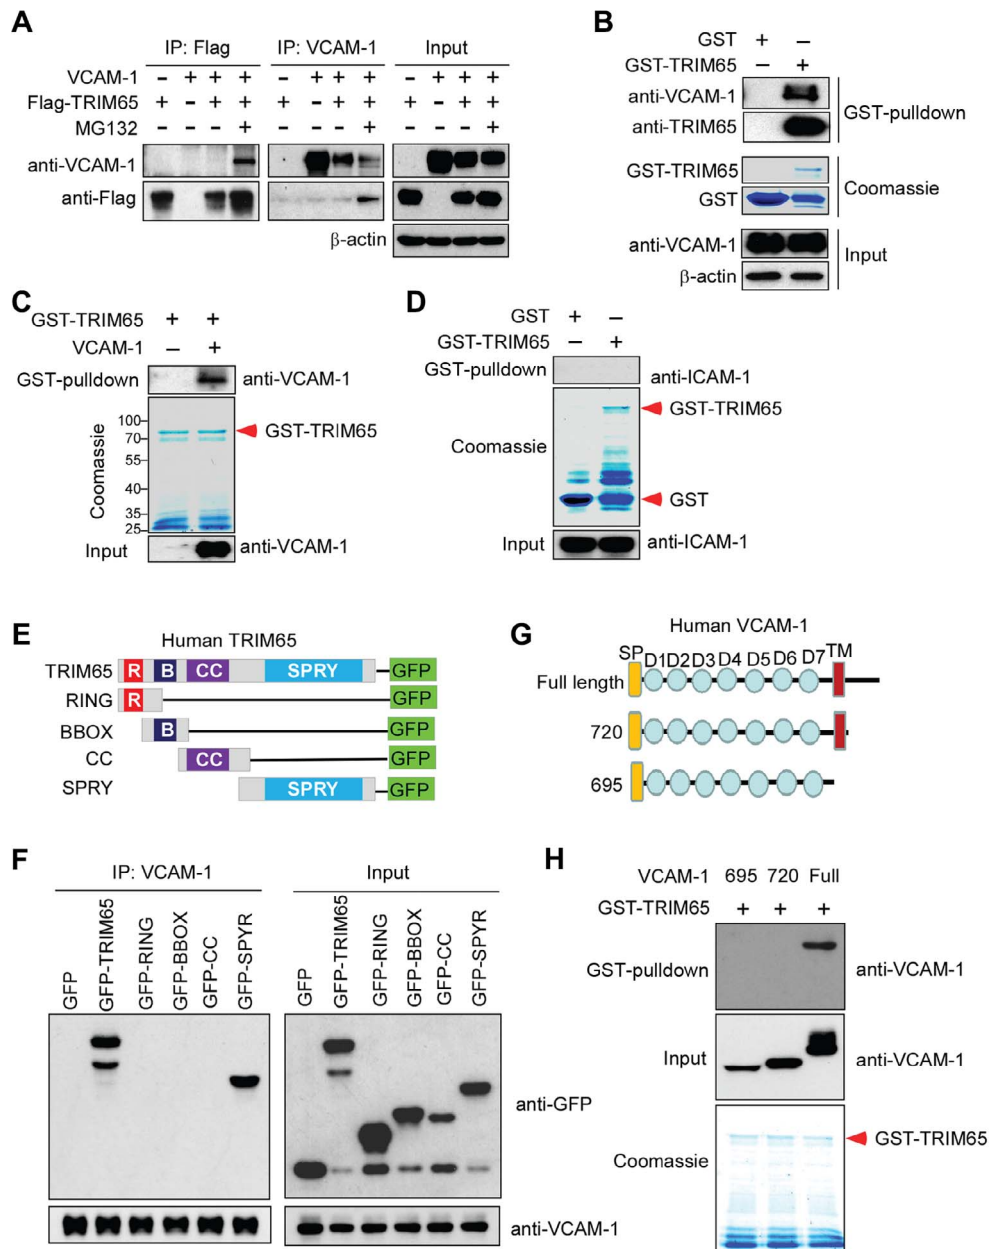 A
IP: Flag IP: VCAM-1 Input
VCAM-1 − + + + − + + + − + + +
Flag-TRIM65 + − + + + − + + + − + +
MG132 − − − + − − − + − − − +
anti-VCAM-1
anti-Flag
β-actin
B
GST + −
GST-TRIM65 − +
anti-VCAM-1
anti-TRIM65
GST-pulldown
GST-TRIM65
GST
Coomassie
anti-VCAM-1
β-actin
Input
C
GST-TRIM65 + +
VCAM-1 − +
GST-pulldown anti-VCAM-1
Coomassie
100
70
55
40
35
25
GST-TRIM65
Input anti-VCAM-1
D
GST + −
GST-TRIM65 − +
GST-pulldown anti-ICAM-1
GST-TRIM65
Coomassie
GST
Input anti-ICAM-1
E
Human TRIM65
TRIM65 R B CC SPRY GFP
RING R GFP
BBOX B GFP
CC CC GFP
SPRY SPRY GFP
G
Human VCAM-1
SP D1 D2 D3 D4 D5 D6 D7 TM
Full length
720
695
F
IP: VCAM-1 Input
GFP GFP-TRIM65 GFP-RING GFP-BBOX GFP-CC GFP-SPYR
GFP GFP-TRIM65 GFP-RING GFP-BBOX GFP-CC GFP-SPYR
anti-GFP
anti-VCAM-1
H
VCAM-1 695 720 Full
GST-TRIM65 + + +
GST-pulldown anti-VCAM-1
Input anti-VCAM-1
GST-TRIM65
Coomassie